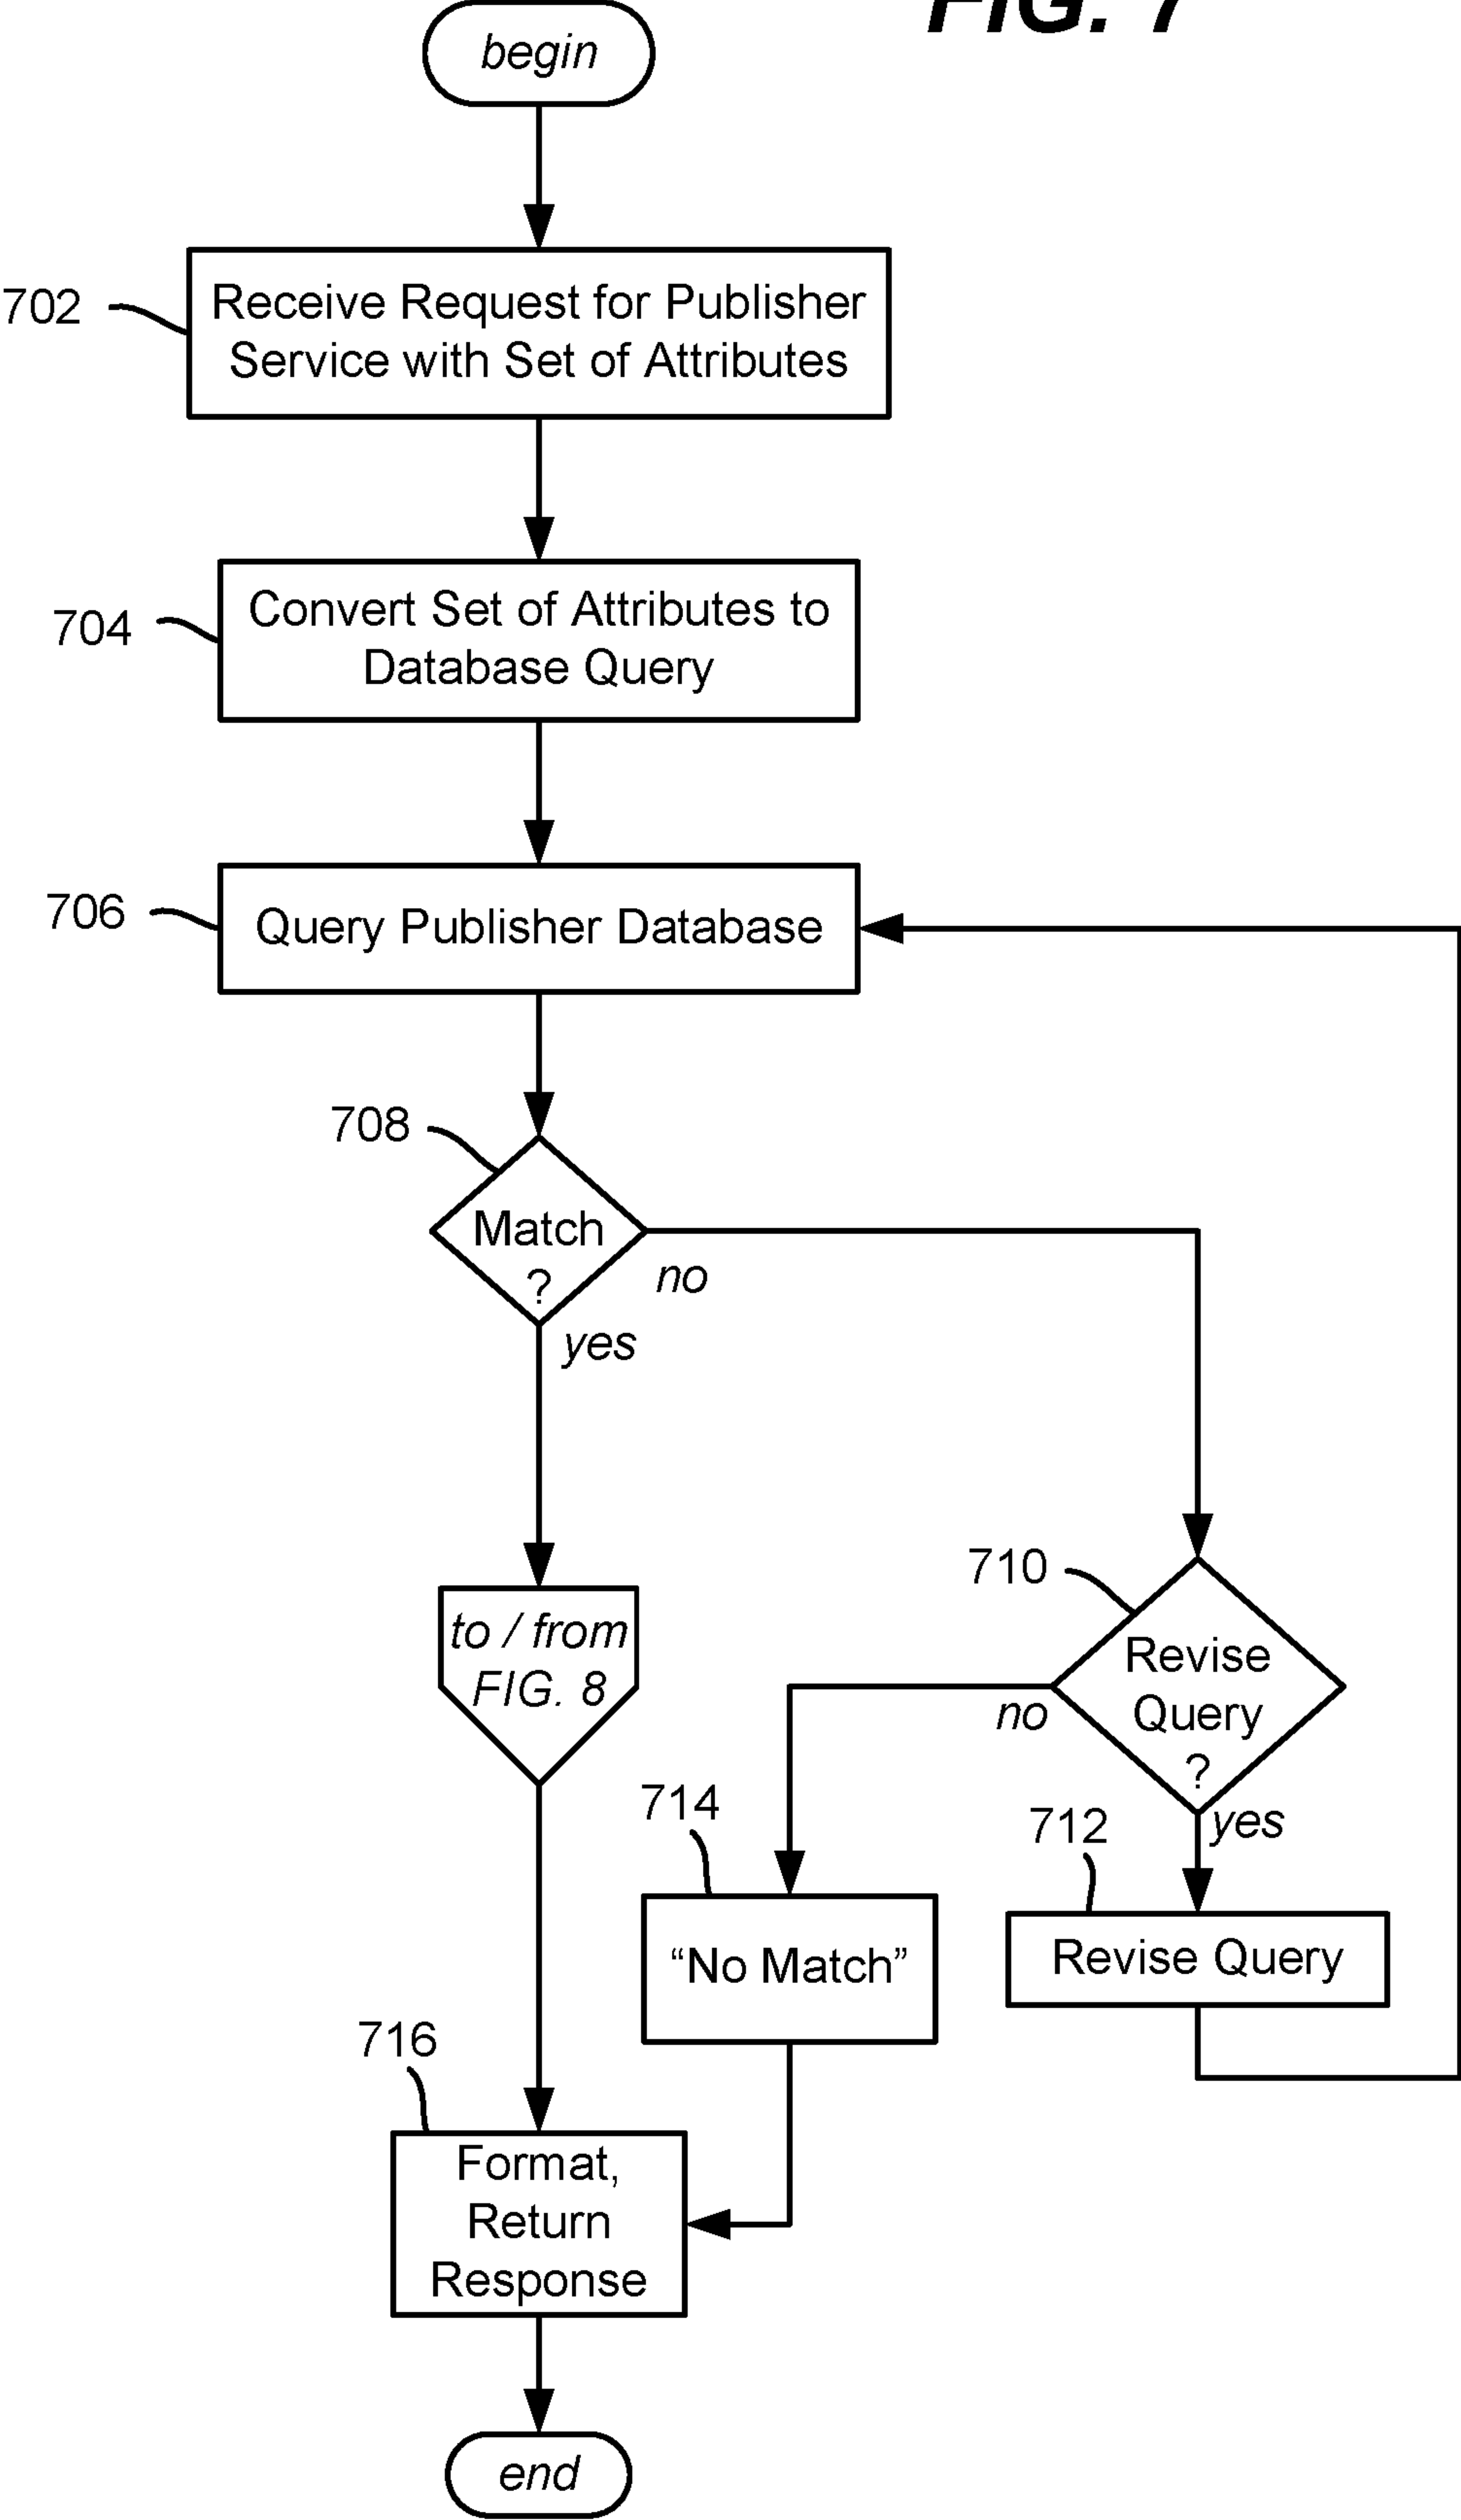 FIG. 7
begin
702
Receive Request for Publisher
Service with Set of Attributes
704
Convert Set of Attributes to
Database Query
706
Query Publisher Database
708
Match
?
no
yes
to / from
FIG. 8
710
Revise
Query
?
no
yes
714
712
“No Match”
Revise Query
716
Format,
Return
Response
end